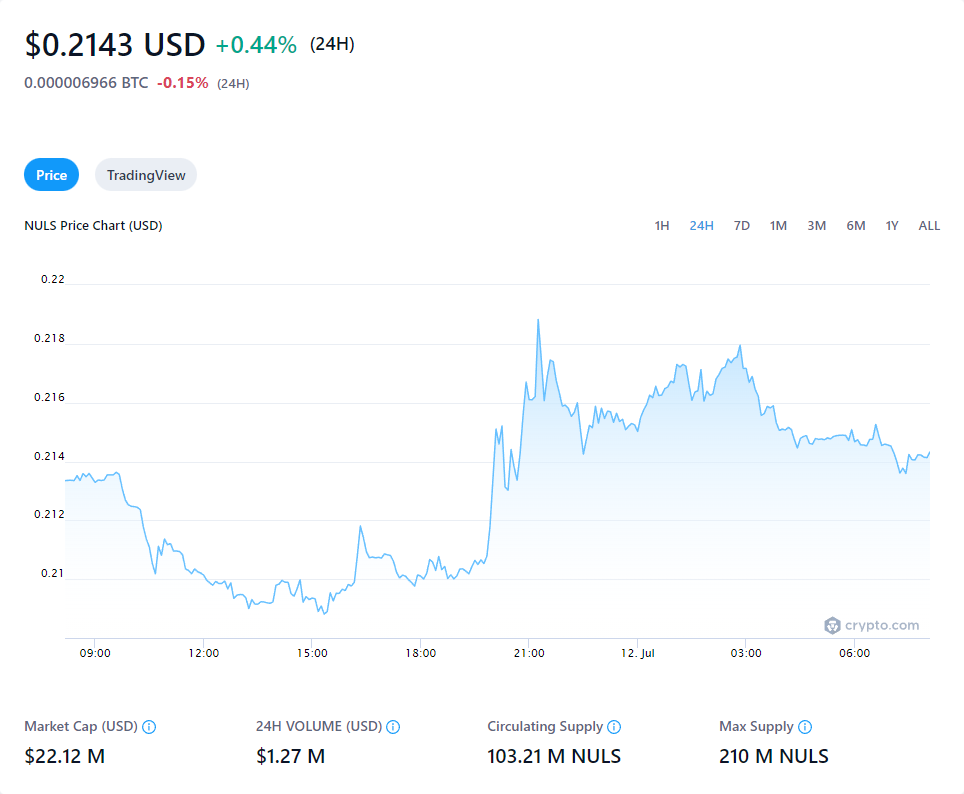 $0.2143 USD +0.44% (24H)
0.000006966 BTC -0.15% (24H)
Price TradingView
NULS Price Chart (USD) 1H 24H 7D 1M 3M 6M 1Y ALL
0.22
0.218
0.216
0.214
0.212
0.21
crypto.com
09:00 12:00 15:00 18:00 21:00 12. Jul 03:00 06:00
Market Cap (USD) 24H VOLUME (USD) Circulating Supply Max Supply
$22.12 M $1.27 M 103.21 M NULS 210 M NULS